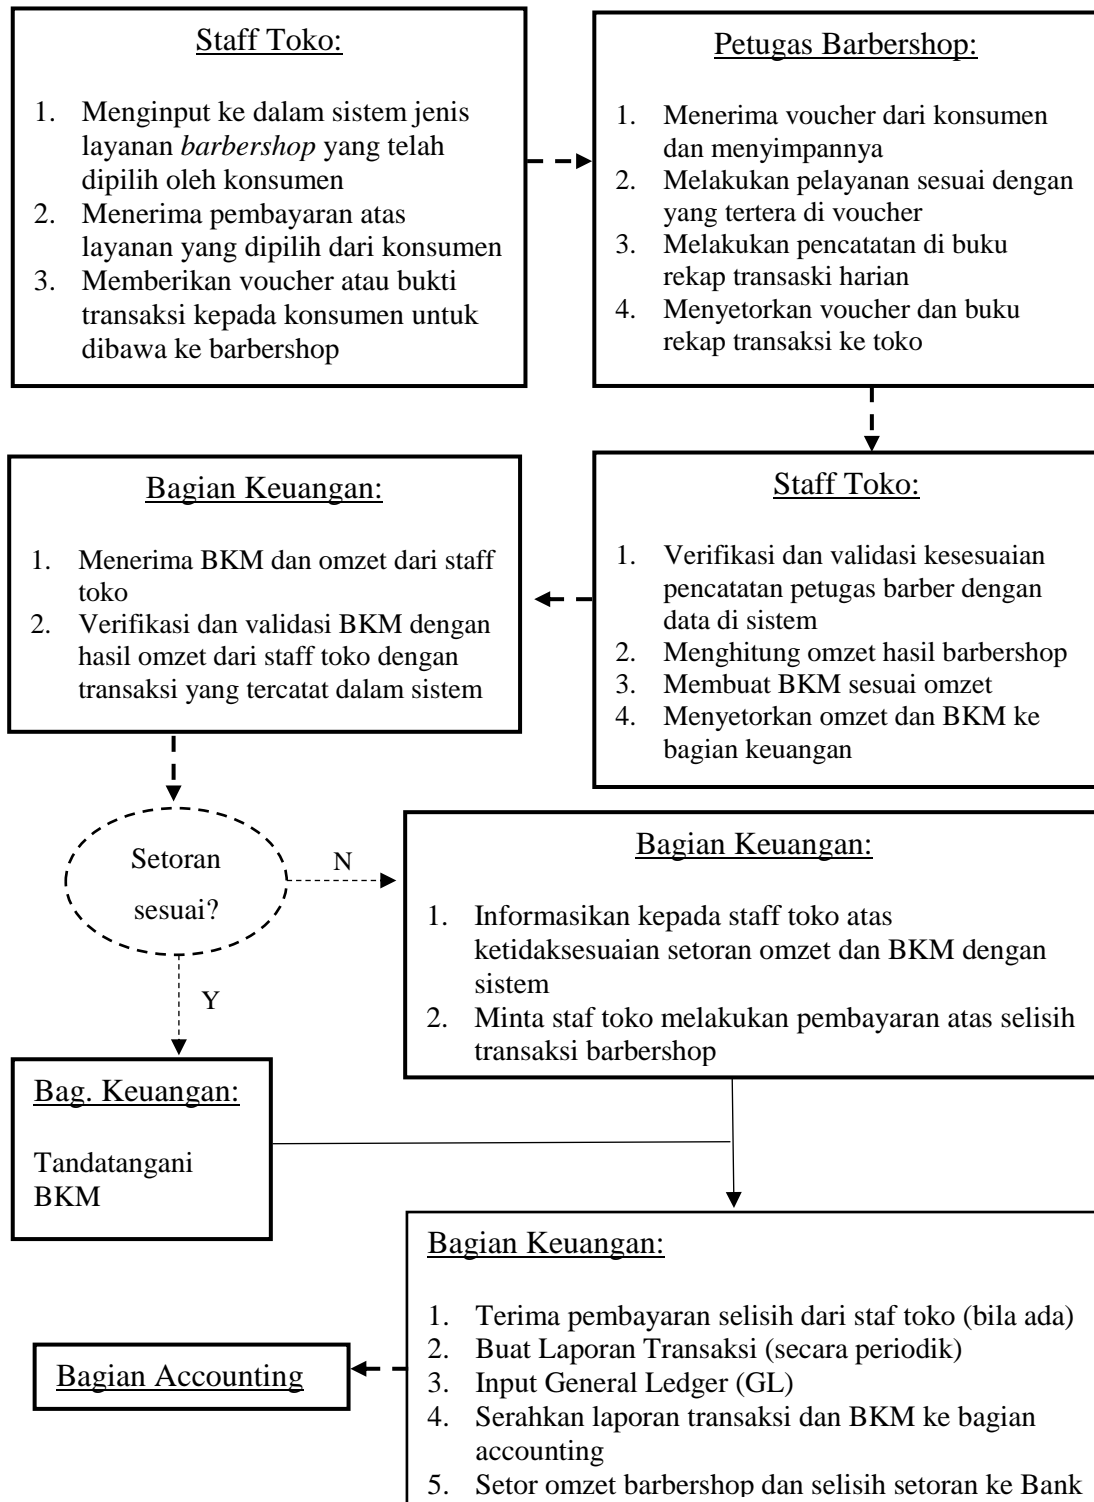 Staff Toko:
1. Menginput ke dalam sistem jenis
layanan barbershop yang telah
dipilih oleh konsumen
2. Menerima pembayaran atas
layanan yang dipilih dari konsumen
3. Memberikan voucher atau bukti
transaksi kepada konsumen untuk
dibawa ke barbershop
Petugas Barbershop:
1. Menerima voucher dari konsumen
dan menyimpannya
2. Melakukan pelayanan sesuai dengan
yang tertera di voucher
3. Melakukan pencatatan di buku
rekap transaski harian
4. Menyetorkan voucher dan buku
rekap transaksi ke toko
Staff Toko:
1. Verifikasi dan validasi kesesuaian
pencatatan petugas barber dengan
data di sistem
2. Menghitung omzet hasil barbershop
3. Membuat BKM sesuai omzet
4. Menyetorkan omzet dan BKM ke
bagian keuangan
Bagian Keuangan:
1. Menerima BKM dan omzet dari staff
toko
2. Verifikasi dan validasi BKM dengan
hasil omzet dari staff toko dengan
transaksi yang tercatat dalam sistem
Setoran
sesuai?
N
Y
Bagian Keuangan:
1. Informasikan kepada staff toko atas
ketidaksesuaian setoran omzet dan BKM dengan
sistem
2. Minta staf toko melakukan pembayaran atas selisih
transaksi barbershop
Bag. Keuangan:
Tandatangani
BKM
Bagian Keuangan:
1. Terima pembayaran selisih dari staf toko (bila ada)
2. Buat Laporan Transaksi (secara periodik)
3. Input General Ledger (GL)
4. Serahkan laporan transaksi dan BKM ke bagian
accounting
5. Setor omzet barbershop dan selisih setoran ke Bank
Bagian Accounting